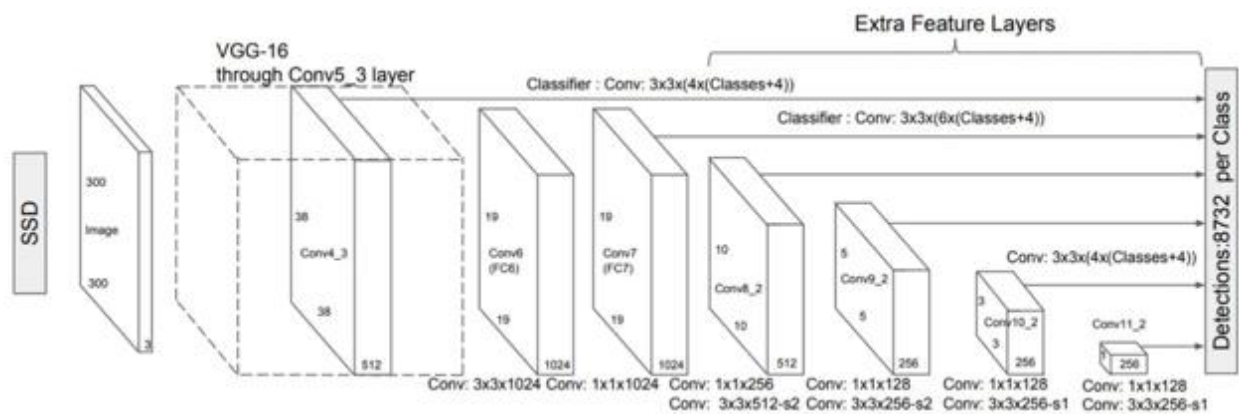 Extra Feature Layers
VGG-16
through Conv5_3 layer
Classifier : Conv: 3x3x(4x(Classes+4))
Classifier : Conv: 3x3x(6x(Classes+4))
SSD
300
Image
300
3
38
Conv4_3
38
512
19
Conv6
(FC6)
19
1024
19
Conv7
(FC7)
19
1024
10
Conv8_2
10
512
5
Conv9_2
5
256
Conv: 3x3x(4x(Classes+4))
3
Conv10_2
3
256
Conv11_2
1
256
Detections:8732 per Class
Conv: 3x3x1024
Conv: 1x1x1024
Conv: 1x1x256
Conv: 3x3x512-s2
Conv: 1x1x128
Conv: 3x3x256-s2
Conv: 1x1x128
Conv: 3x3x256-s1
Conv: 1x1x128
Conv: 3x3x256-s1